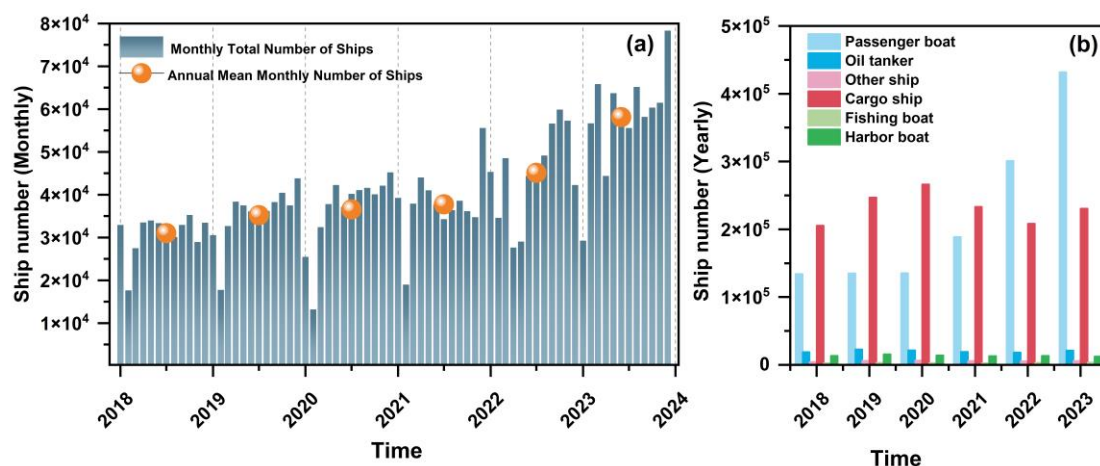 8×10⁴
7×10⁴
6×10⁴
5×10⁴
4×10⁴
3×10⁴
2×10⁴
1×10⁴
Ship number (Monthly)
Monthly Total Number of Ships
Annual Mean Monthly Number of Ships
(a)
2018
2019
2020
2021
2022
2023
2024
Time
5×10⁵
4×10⁵
3×10⁵
2×10⁵
1×10⁵
0
Ship number (Yearly)
Passenger boat
Oil tanker
Other ship
Cargo ship
Fishing boat
Harbor boat
(b)
2018
2019
2020
2021
2022
2023
Time